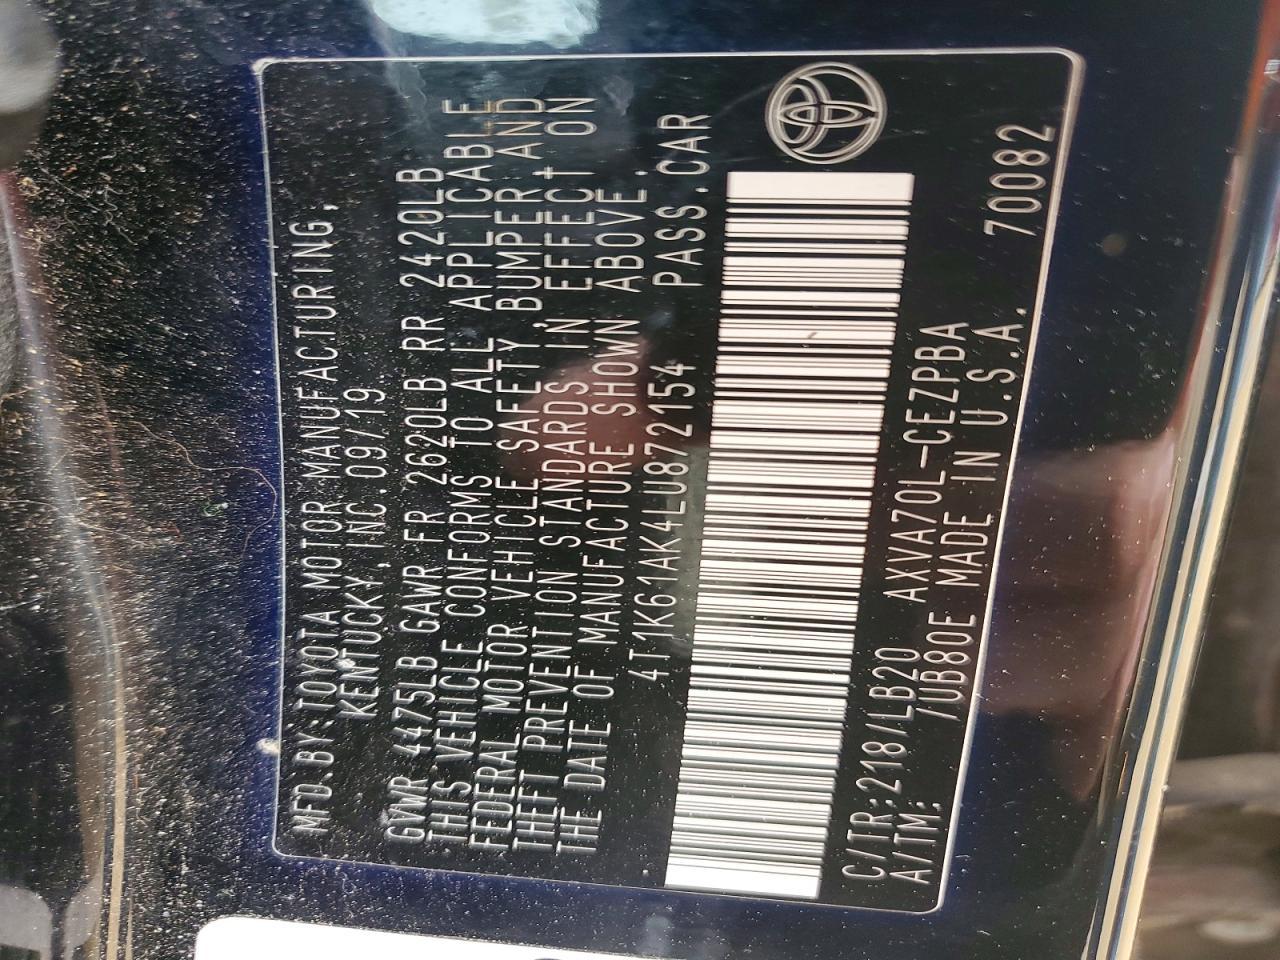 MFD.BY:TOYOTA MOTOR MANUFACTURING,
KENTUCKY,INC.09/19
GVWR 4475LB GAWR FR 2620LB RR 2420LB
THIS VEHICLE CONFORMS TO ALL APPLICABLE
FEDERAL MOTOR VEHICLE SAFETY, BUMPER AND
THEFT PREVENTION STANDARDS IN EFFECT ON
THE DATE OF MANUFACTURE SHOWN ABOVE.
4T1K61AK4LU872154 PASS.CAR
C/TR:218/LB20 AXVA70L-CEZPBA
A/TM: /UB80E MADE IN U.S.A. 70082